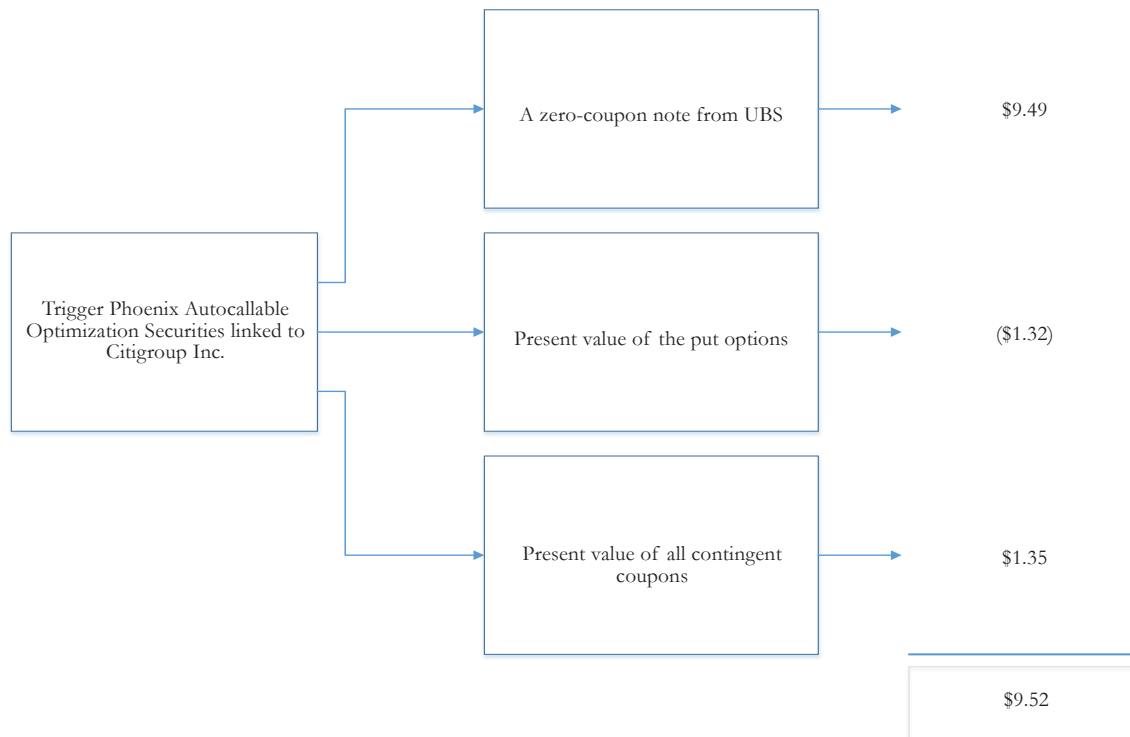 A zero-coupon note from UBS
$9.49
Trigger Phoenix Autocallable
Optimization Securities linked to
Citigroup Inc.
Present value of the put options
($1.32)
Present value of all contingent
coupons
$1.35
$9.52